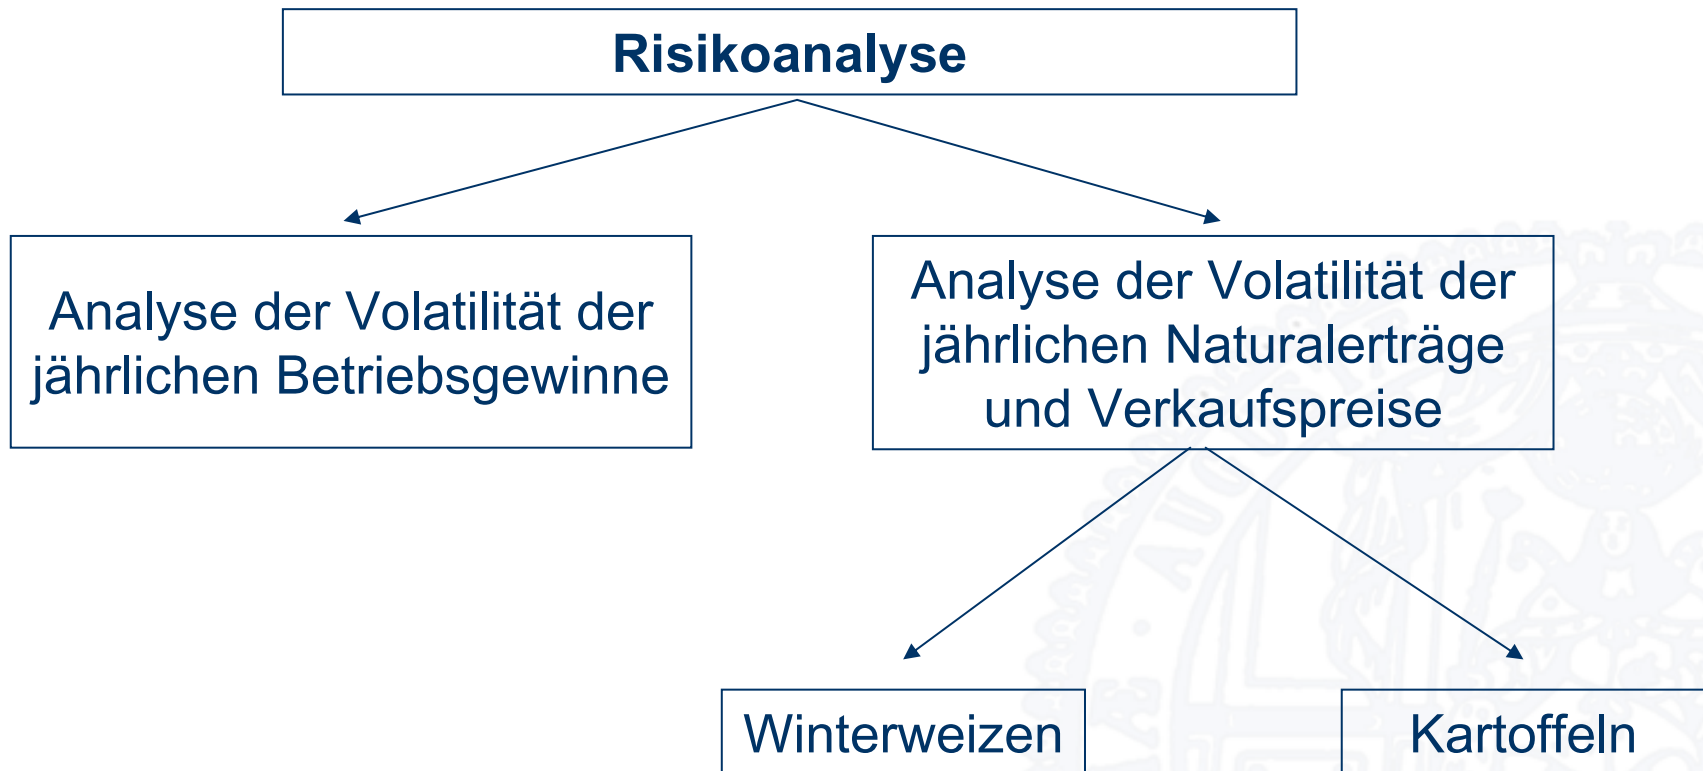 Risikoanalyse
Analyse der Volatilität der
jährlichen Betriebsgewinne
Analyse der Volatilität der
jährlichen Naturalerträge
und Verkaufspreise
Winterweizen
Kartoffeln